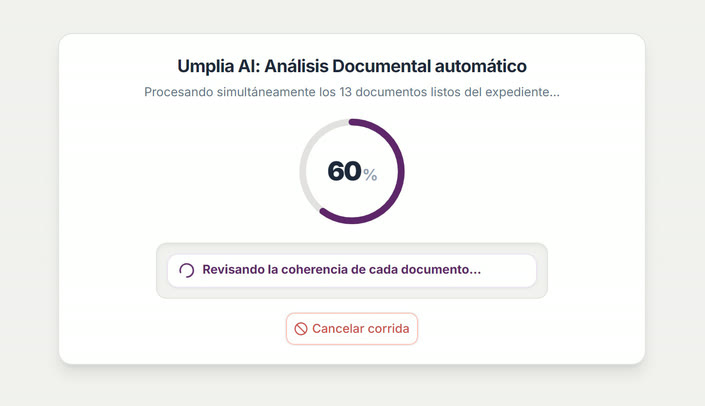 Umplia AI: Análisis Documental automático
Procesando simultáneamente los 13 documentos listos del expediente...
60%
Revisando la coherencia de cada documento...
Cancelar corrida